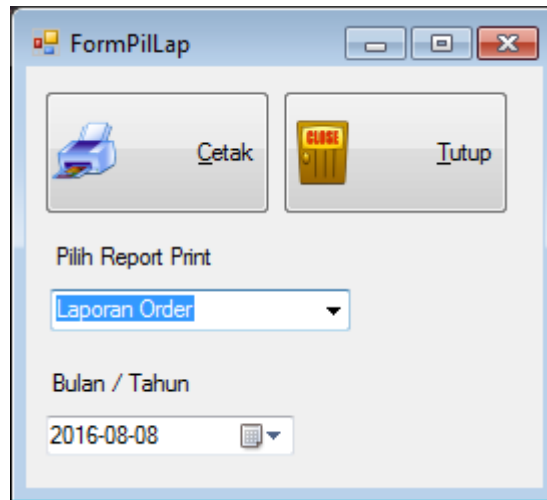 FormPilLap
Cetak
CLOSE
Tutup
Pilih Report Print
Laporan Order
Bulan / Tahun
2016-08-08